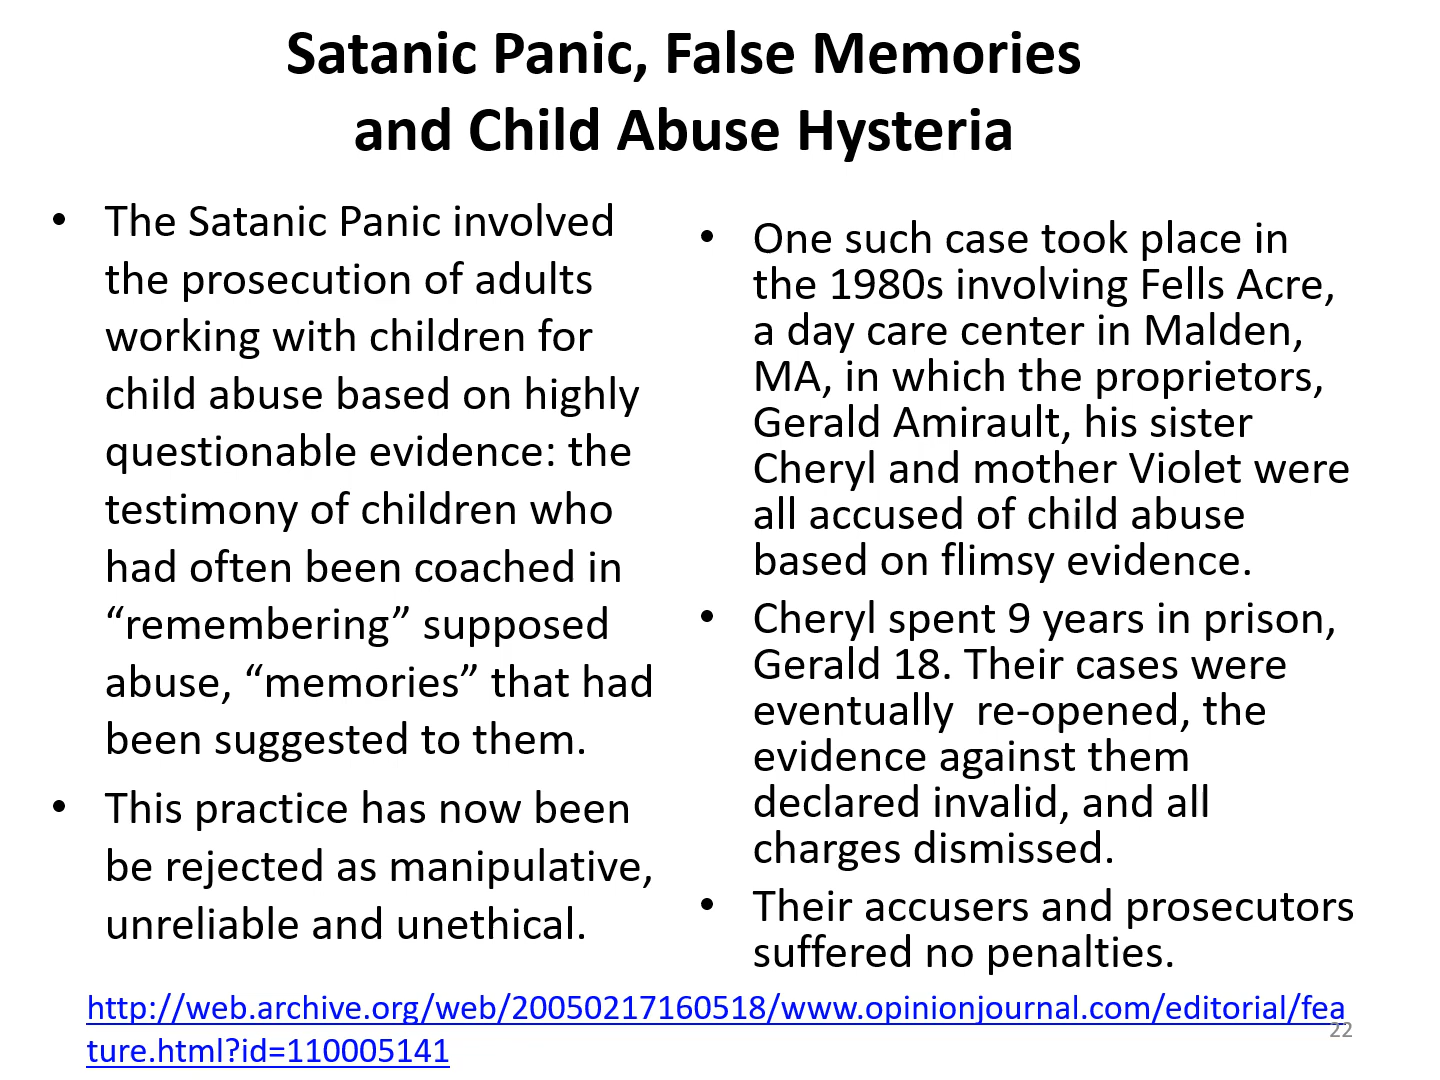 Satanic Panic, False Memories
and Child Abuse Hysteria
• The Satanic Panic involved
the prosecution of adults
working with children for
child abuse based on highly
questionable evidence: the
testimony of children who
had often been coached in
“remembering” supposed
abuse, “memories” that had
been suggested to them.
• This practice has now been
be rejected as manipulative,
unreliable and unethical.
• One such case took place in
the 1980s involving Fells Acre,
a day care center in Malden,
MA, in which the proprietors,
Gerald Amirault, his sister
Cheryl and mother Violet were
all accused of child abuse
based on flimsy evidence.
• Cheryl spent 9 years in prison,
Gerald 18. Their cases were
eventually  re-opened, the
evidence against them
declared invalid, and all
charges dismissed.
• Their accusers and prosecutors
suffered no penalties.
http://web.archive.org/web/20050217160518/www.opinionjournal.com/editorial/fea
ture.html?id=110005141
22